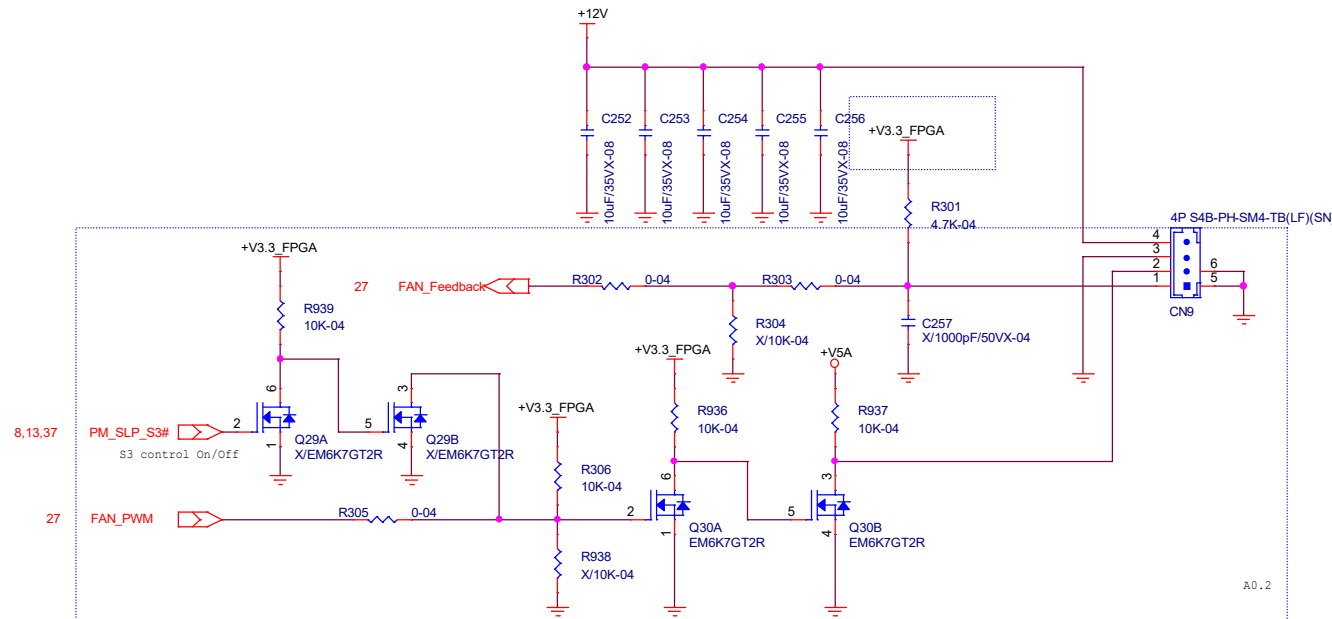 +12V
C252
10uF/35VX-08
C253
10uF/35VX-08
C254
10uF/35VX-08
C255
10uF/35VX-08
C256
10uF/35VX-08
+V3.3_FPGA
R301
4.7K-04
4P S4B-PH-SM4-TB(LF)(SN
4
3
2
1
6
5
CN9
+V3.3_FPGA
R939
10K-04
27 FAN_Feedback
R302 0-04
R303 0-04
R304
X/10K-04
C257
X/1000pF/50VX-04
+V3.3_FPGA
R936
10K-04
+V5A
R937
10K-04
8,13,37 PM_SLP_S3#
S3 control On/Off
2
6
1
Q29A
X/EM6K7GT2R
5
3
4
Q29B
X/EM6K7GT2R
+V3.3_FPGA
R306
10K-04
27 FAN_PWM
R305 0-04
R938
X/10K-04
2
6
1
Q30A
EM6K7GT2R
5
3
4
Q30B
EM6K7GT2R
A0.2